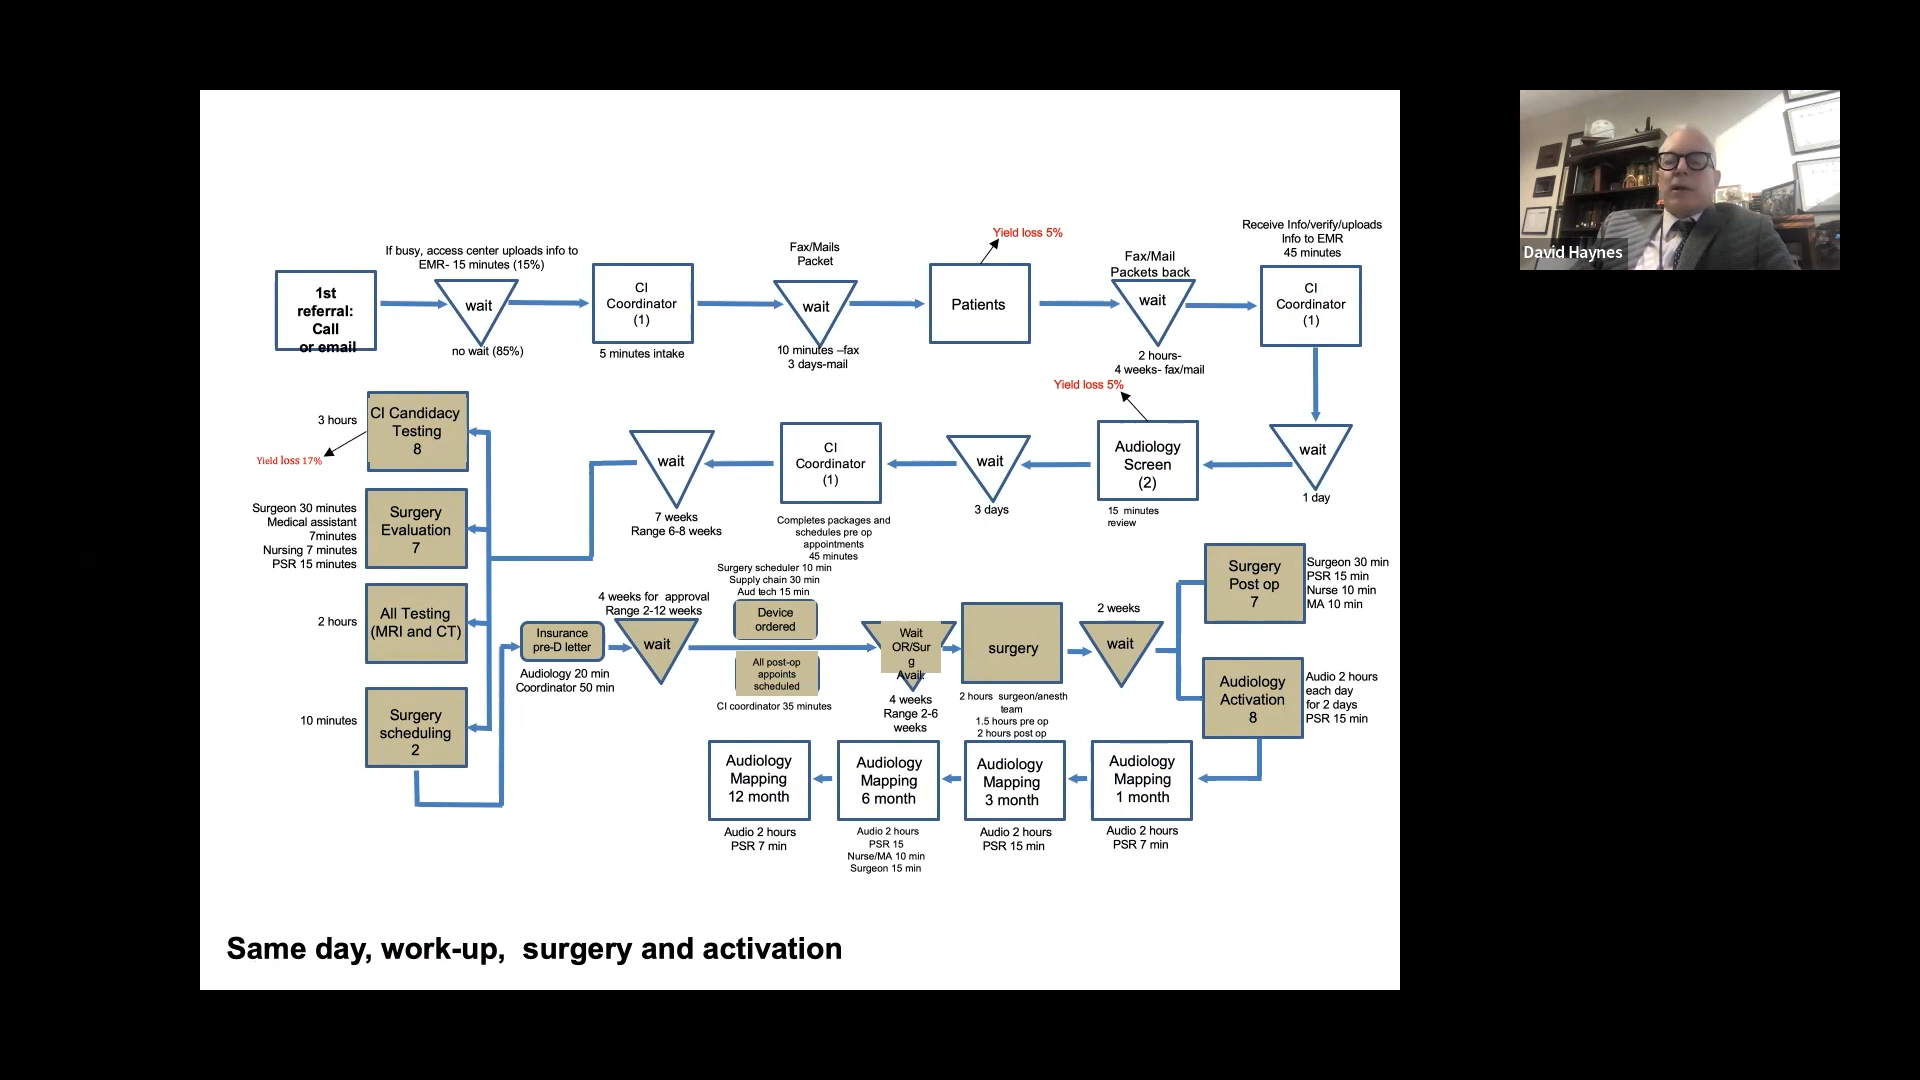 1st
referral:
Call
or email
If busy, access center uploads info to
EMR- 15 minutes (15%)
wait
no wait (85%)
CI
Coordinator
(1)
5 minutes intake
Fax/Mails
Packet
wait
10 minutes –fax
3 days-mail
Yield loss 5%
Patients
Fax/Mail
Packets back
wait
2 hours-
4 weeks- fax/mail
Receive Info/verify/uploads
Info to EMR
45 minutes
CI
Coordinator
(1)
David Haynes
wait
1 day
Yield loss 5%
Audiology
Screen
(2)
15 minutes
review
wait
3 days
CI
Coordinator
(1)
Completes packages and
schedules pre op
appointments
45 minutes
wait
7 weeks
Range 6-8 weeks
3 hours
CI Candidacy
Testing
8
Yield loss 17%
Surgeon 30 minutes
Medical assistant
7minutes
Nursing 7 minutes
PSR 15 minutes
Surgery
Evaluation
7
2 hours
All Testing
(MRI and CT)
10 minutes
Surgery
scheduling
2
Insurance
pre-D letter
Audiology 20 min
Coordinator 50 min
4 weeks for approval
Range 2-12 weeks
wait
Surgery scheduler 10 min
Supply chain 30 min
Aud tech 15 min
Device
ordered
All post-op
appoints
scheduled
CI coordinator 35 minutes
Wait
OR/Sur
g
Avail
4 weeks
Range 2-6
weeks
surgery
2 hours surgeon/anesth
team
1.5 hours pre op
2 hours post op
2 weeks
wait
Surgery
Post op
7
Surgeon 30 min
PSR 15 min
Nurse 10 min
MA 10 min
Audiology
Activation
8
Audio 2 hours
each day
for 2 days
PSR 15 min
Audiology
Mapping
12 month
Audio 2 hours
PSR 7 min
Audiology
Mapping
6 month
Audio 2 hours
PSR 15
Nurse/MA 10 min
Surgeon 15 min
Audiology
Mapping
3 month
Audio 2 hours
PSR 15 min
Audiology
Mapping
1 month
Audio 2 hours
PSR 7 min
Same day, work-up, surgery and activation